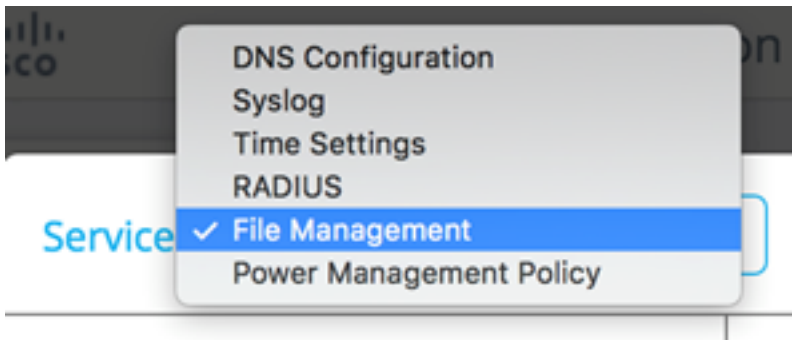 DNS Configuration
Syslog
Time Settings
RADIUS
Service ✓ File Management
Power Management Policy